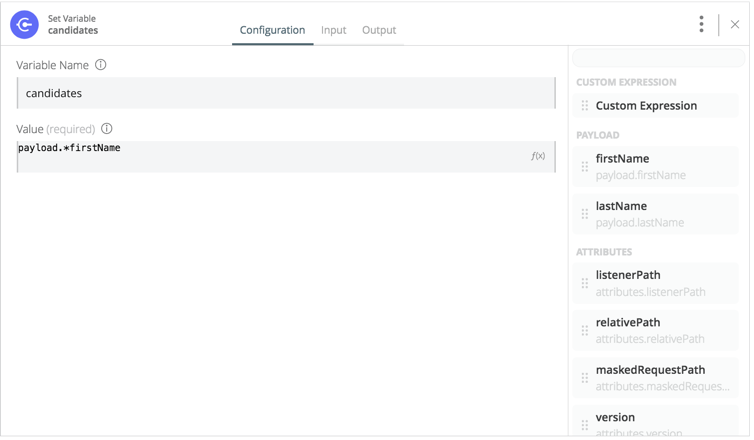 Set Variable
candidates
Configuration
Input
Output
Variable Name
candidates
Value (required)
payload.*firstName
f(x)
CUSTOM EXPRESSION
Custom Expression
PAYLOAD
firstName
payload.firstName
lastName
payload.lastName
ATTRIBUTES
listenerPath
attributes.listenerPath
relativePath
attributes.relativePath
maskedRequestPath
attributes.maskedReques...
version
attributes.version